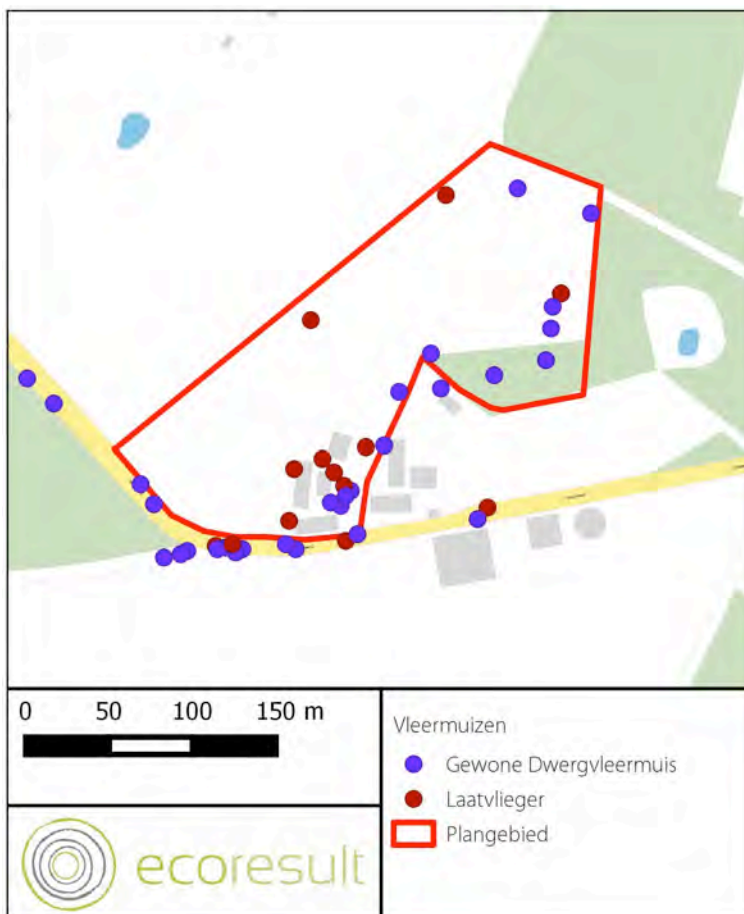 0 50 100 150 m
Vleermuizen
Gewone Dwergvleermuis
Laatvlieger
Plangebied
ecoresult